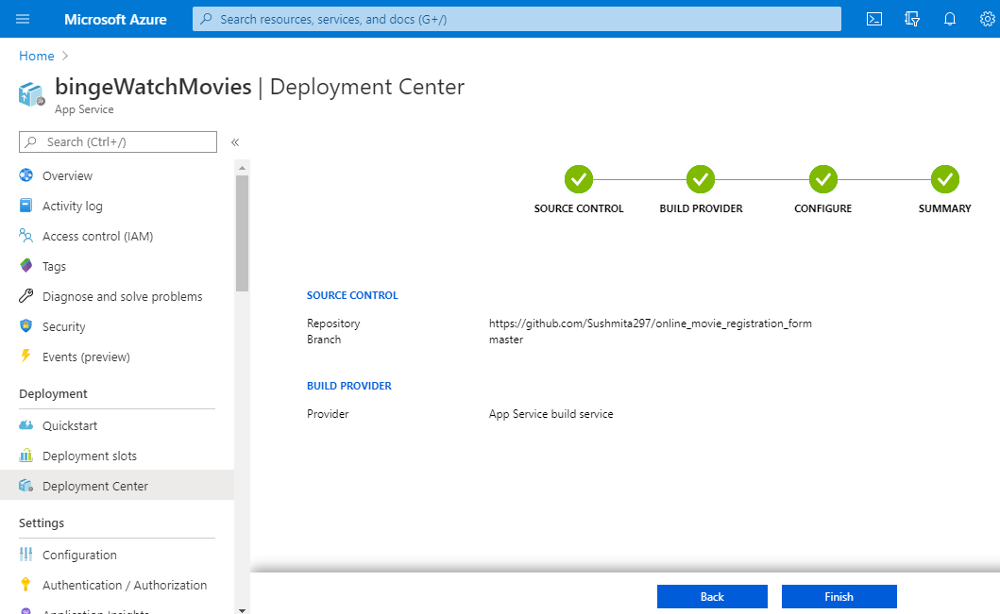 Microsoft Azure
Search resources, services, and docs (G+/)
Home
bingeWatchMovies | Deployment Center
App Service
Search (Ctrl+/)
«
Overview
Activity log
Access control (IAM)
Tags
Diagnose and solve problems
Security
Events (preview)
Deployment
Quickstart
Deployment slots
Deployment Center
Settings
Configuration
Authentication / Authorization
Application Insights
SOURCE CONTROL
BUILD PROVIDER
CONFIGURE
SUMMARY
SOURCE CONTROL
Repository https://github.com/Sushmita297/online_movie_registration_form
Branch master
BUILD PROVIDER
Provider App Service build service
Back
Finish